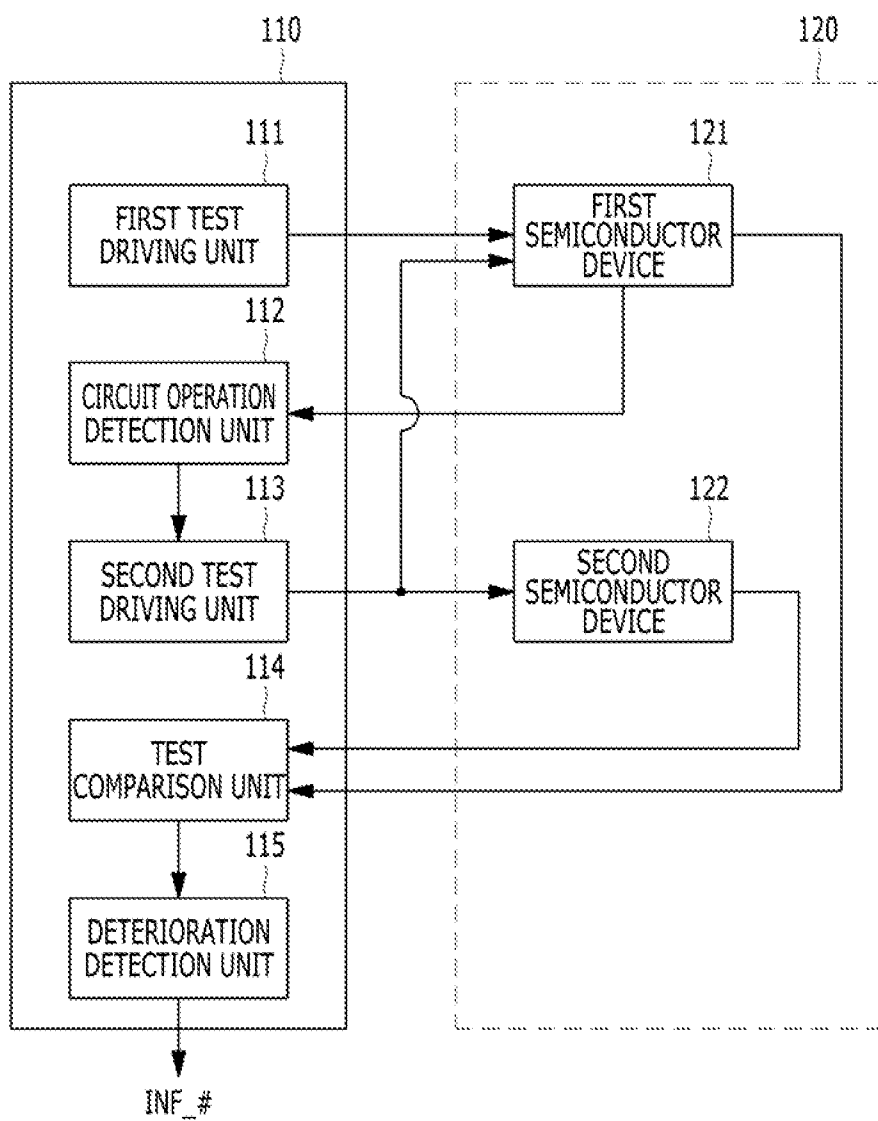 110
120
111
FIRST TEST
DRIVING UNIT
121
FIRST
SEMICONDUCTOR
DEVICE
112
CIRCUIT OPERATION
DETECTION UNIT
113
SECOND TEST
DRIVING UNIT
122
SECOND
SEMICONDUCTOR
DEVICE
114
TEST
COMPARISON UNIT
115
DETERIORATION
DETECTION UNIT
INF_#